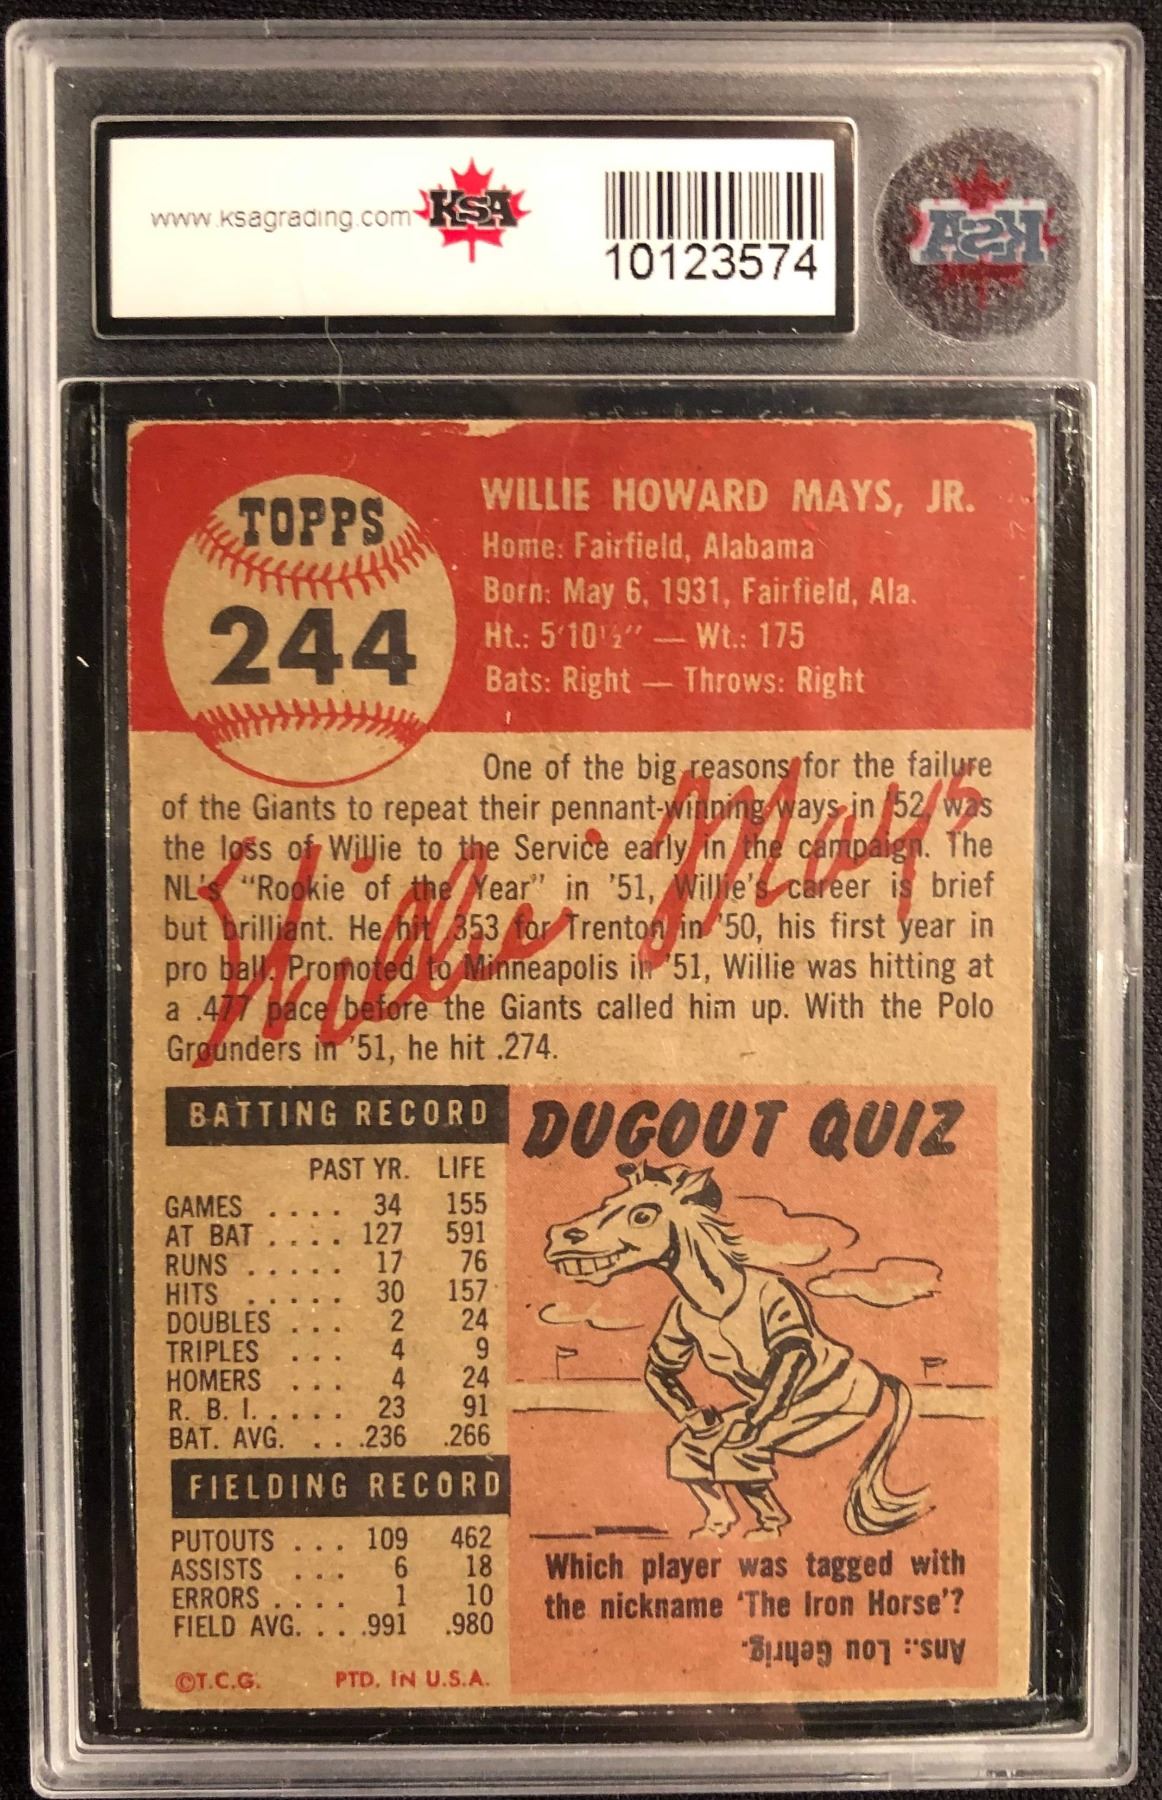 www.ksagrading.com
KSA
10123574
KSA
TOPPS
244
WILLIE HOWARD MAYS, JR.
Home: Fairfield, Alabama
Born: May 6, 1931, Fairfield, Ala.
Ht.: 5'10½" — Wt.: 175
Bats: Right — Throws: Right
One of the big reasons for the failure
of the Giants to repeat their pennant-winning ways in '52, was
the loss of Willie to the Service early in the campaign. The
NL's "Rookie of the Year" in '51, Willie's career is brief
but brilliant. He hit .353 for Trenton in '50, his first year in
pro ball. Promoted to Minneapolis in '51, Willie was hitting at
a .477 pace before the Giants called him up. With the Polo
Grounders in '51, he hit .274.
Willie Mays
BATTING RECORD
PAST YR. LIFE
GAMES .... 34 155
AT BAT .... 127 591
RUNS ..... 17 76
HITS ..... 30 157
DOUBLES ... 2 24
TRIPLES ... 4 9
HOMERS ... 4 24
R. B. I. .... 23 91
BAT. AVG. ...236 .266
FIELDING RECORD
PUTOUTS ... 109 462
ASSISTS ... 6 18
ERRORS .... 1 10
FIELD AVG. ...991 .980
©T.C.G. PTD. IN U.S.A.
DUGOUT QUIZ
Which player was tagged with
the nickname 'The Iron Horse'?
Ans.: Lou Gehrig.